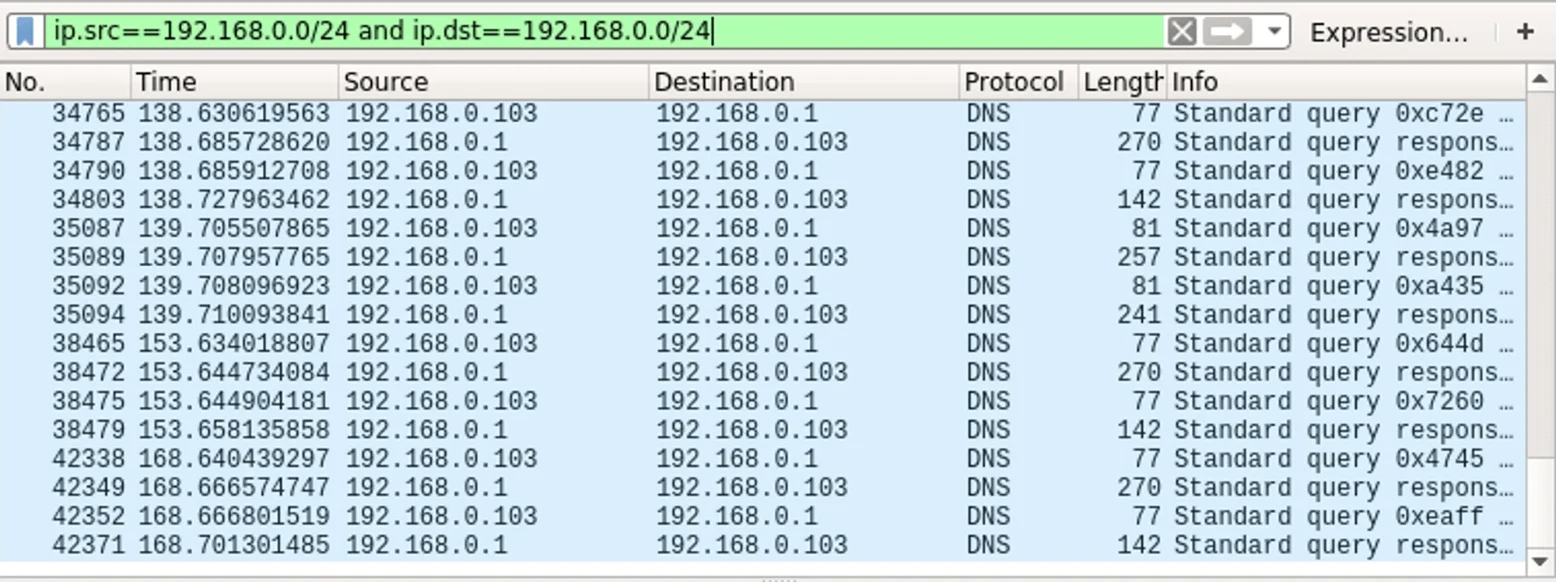 ip.src==192.168.0.0/24 and ip.dst==192.168.0.0/24 Expression… +
No. Time Source Destination Protocol Length Info
34765 138.630619563 192.168.0.103 192.168.0.1 DNS 77 Standard query 0xc72e …
34787 138.685728620 192.168.0.1 192.168.0.103 DNS 270 Standard query respons…
34790 138.685912708 192.168.0.103 192.168.0.1 DNS 77 Standard query 0xe482 …
34803 138.727963462 192.168.0.1 192.168.0.103 DNS 142 Standard query respons…
35087 139.705507865 192.168.0.103 192.168.0.1 DNS 81 Standard query 0x4a97 …
35089 139.707957765 192.168.0.1 192.168.0.103 DNS 257 Standard query respons…
35092 139.708096923 192.168.0.103 192.168.0.1 DNS 81 Standard query 0xa435 …
35094 139.710093841 192.168.0.1 192.168.0.103 DNS 241 Standard query respons…
38465 153.634018807 192.168.0.103 192.168.0.1 DNS 77 Standard query 0x644d …
38472 153.644734084 192.168.0.1 192.168.0.103 DNS 270 Standard query respons…
38475 153.644904181 192.168.0.103 192.168.0.1 DNS 77 Standard query 0x7260 …
38479 153.658135858 192.168.0.1 192.168.0.103 DNS 142 Standard query respons…
42338 168.640439297 192.168.0.103 192.168.0.1 DNS 77 Standard query 0x4745 …
42349 168.666574747 192.168.0.1 192.168.0.103 DNS 270 Standard query respons…
42352 168.666801519 192.168.0.103 192.168.0.1 DNS 77 Standard query 0xeaff …
42371 168.701301485 192.168.0.1 192.168.0.103 DNS 142 Standard query respons…